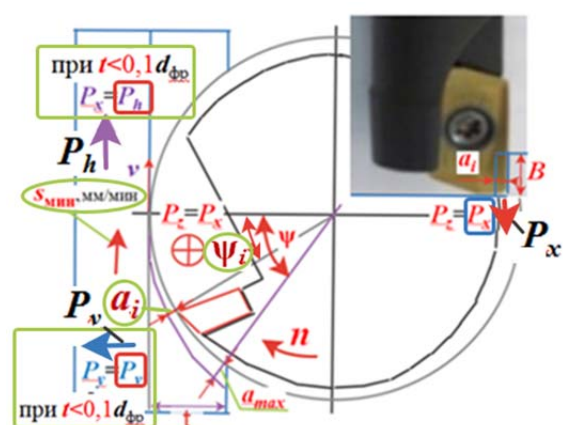 при t<0,1dфр
Px=Ph
Ph
v
sмин,мм/мин
Pz=Px
ψi
ψ
ai
B
Pz=Px
Px
ai
Pv
n
Py=Pv
amax
при t<0,1dфр
t